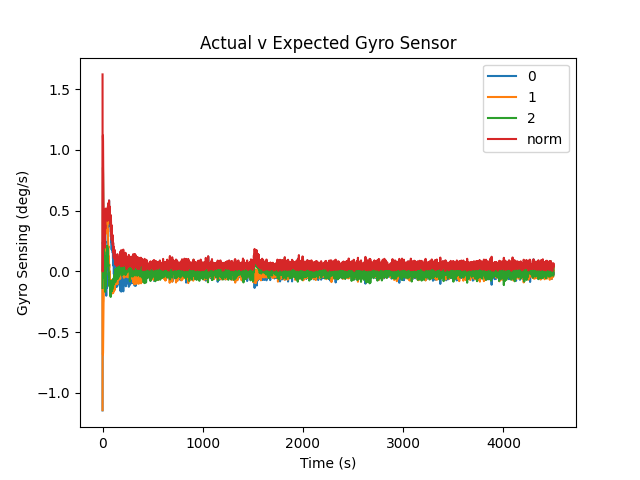 Actual v Expected Gyro Sensor
Gyro Sensing (deg/s)
1.5
1.0
0.5
0.0
−0.5
−1.0
0
1
2
norm
0 1000 2000 3000 4000
Time (s)